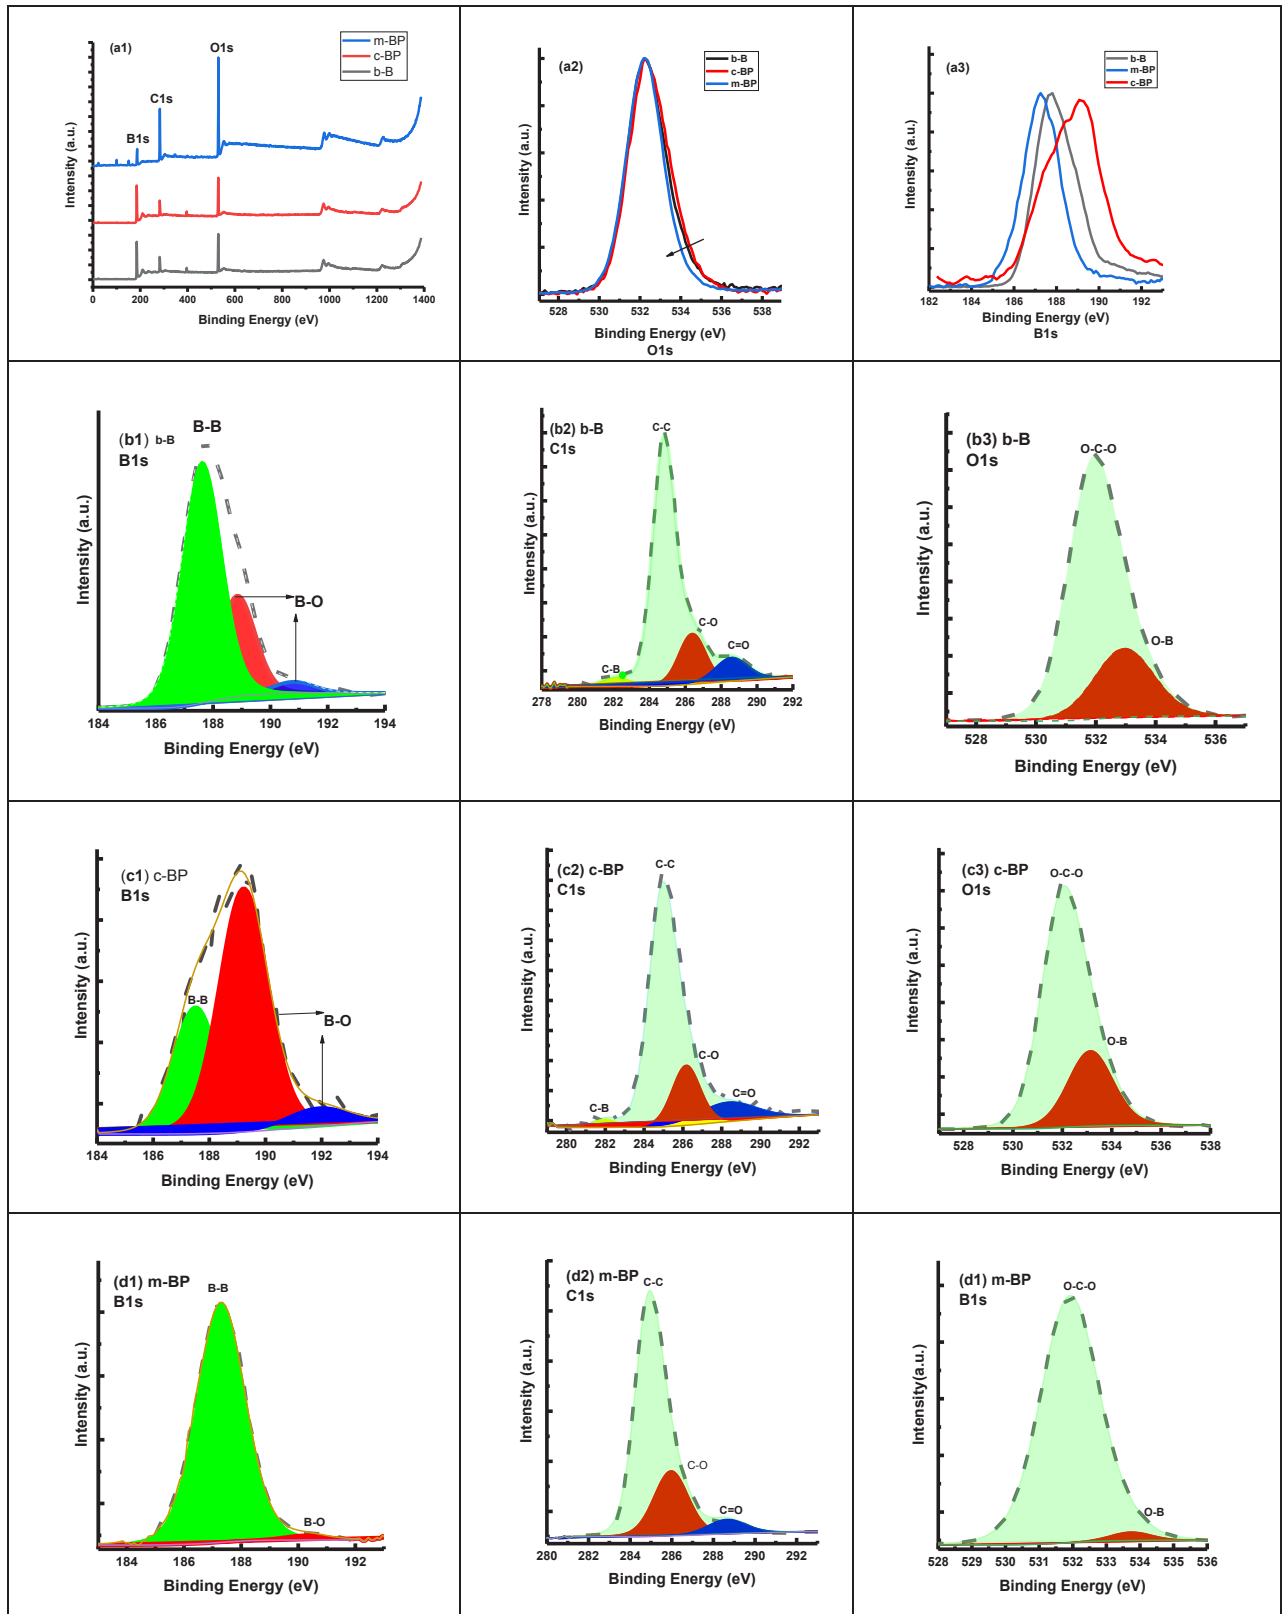 (a1)
O1s
C1s
B1s
m-BP
c-BP
b-B
Intensity (a.u.)
0 200 400 600 800 1000 1200 1400
Binding Energy (eV)
(a2)
b-B
c-BP
m-BP
Intensity (a.u.)
528 530 532 534 536 538
Binding Energy (eV)
O1s
(a3)
b-B
m-BP
c-BP
Intensity (a.u.)
182 184 186 188 190 192
Binding Energy (eV)
B1s
(b1) b-B
B1s
B-B
B-O
Intensity (a.u.)
184 186 188 190 192 194
Binding Energy (eV)
(b2) b-B
C1s
C-C
C-O
C=O
C-B
Intensity (a.u.)
278 280 282 284 286 288 290 292
Binding Energy (eV)
(b3) b-B
O1s
O-C-O
O-B
Intensity (a.u.)
528 530 532 534 536
Binding Energy (eV)
(c1) c-BP
B1s
B-B
B-O
Intensity (a.u.)
184 186 188 190 192 194
Binding Energy (eV)
(c2) c-BP
C1s
C-C
C-O
C=O
C-B
Intensity (a.u.)
280 282 284 286 288 290 292
Binding Energy (eV)
(c3) c-BP
O1s
O-C-O
O-B
Intensity (a.u.)
528 530 532 534 536 538
Binding Energy (eV)
(d1) m-BP
B1s
B-B
B-O
Intensity (a.u.)
184 186 188 190 192
Binding Energy (eV)
(d2) m-BP
C1s
C-C
C-O
C=O
Intensity (a.u.)
280 282 284 286 288 290 292
Binding Energy (eV)
(d1) m-BP
B1s
O-C-O
O-B
Intensity(a.u.)
528 529 530 531 532 533 534 535 536
Binding Energy (eV)